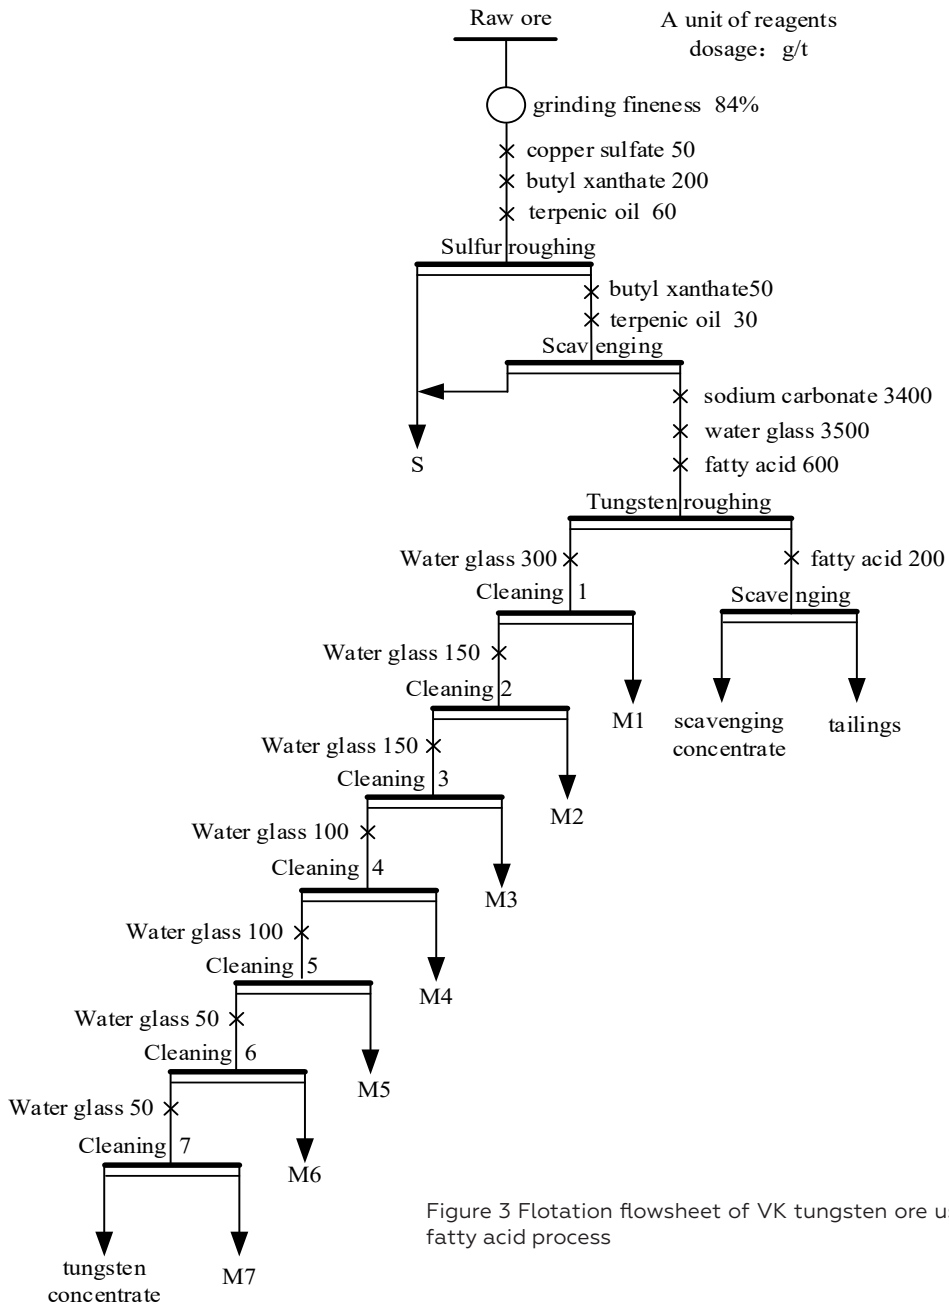 Raw ore
A unit of reagents
dosage: g/t
grinding fineness 84%
copper sulfate 50
butyl xanthate 200
terpenic oil 60
Sulfur roughing
butyl xanthate50
terpenic oil 30
Scavenging
sodium carbonate 3400
water glass 3500
fatty acid 600
S
Tungsten roughing
Water glass 300
fatty acid 200
Cleaning 1
Scavenging
Water glass 150
Cleaning 2
M1
scavenging
concentrate
tailings
Water glass 150
Cleaning 3
M2
Water glass 100
Cleaning 4
M3
Water glass 100
Cleaning 5
M4
Water glass 50
Cleaning 6
M5
Water glass 50
Cleaning 7
M6
tungsten
concentrate
M7
Figure 3 Flotation flowsheet of VK tungsten ore
fatty acid process